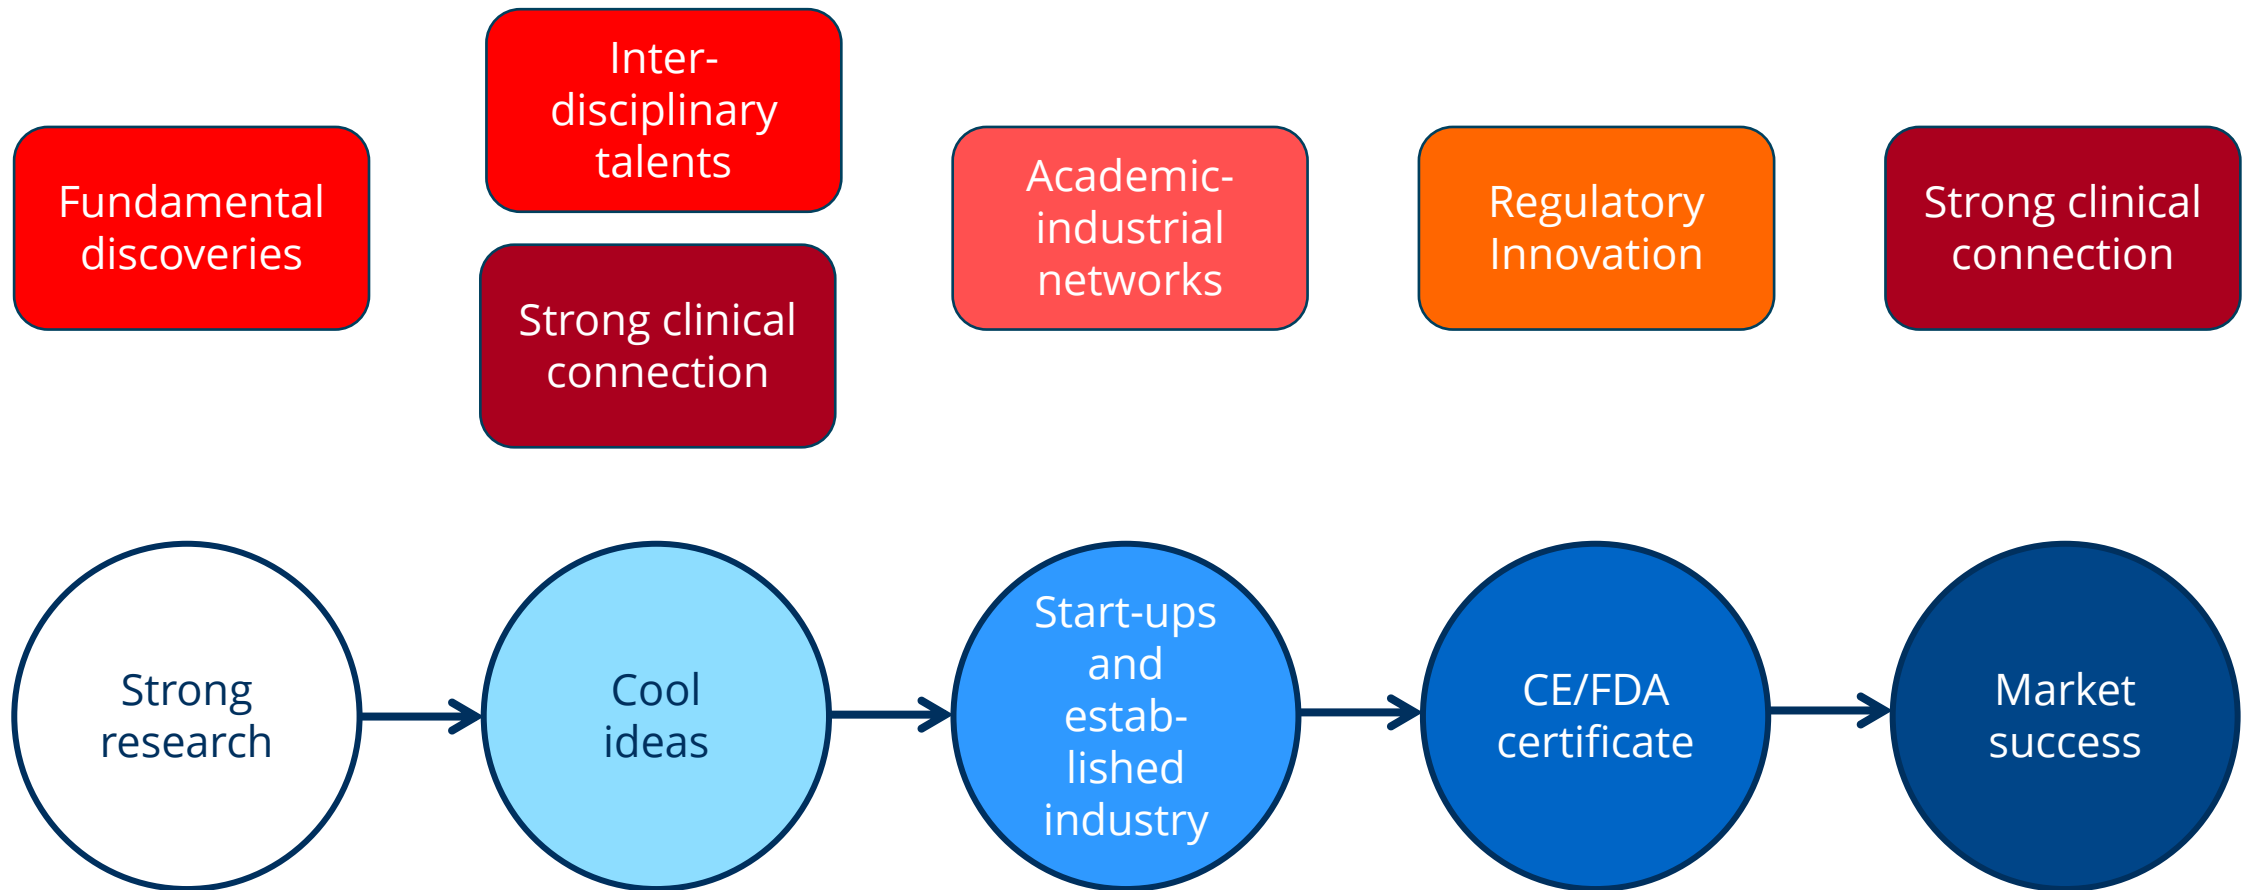 Fundamental
discoveries
Inter-
disciplinary
talents
Strong clinical
connection
Academic-
industrial
networks
Regulatory
Innovation
Strong clinical
connection
Strong
research
Cool
ideas
Start-ups
and
estab-
lished
industry
CE/FDA
certificate
Market
success